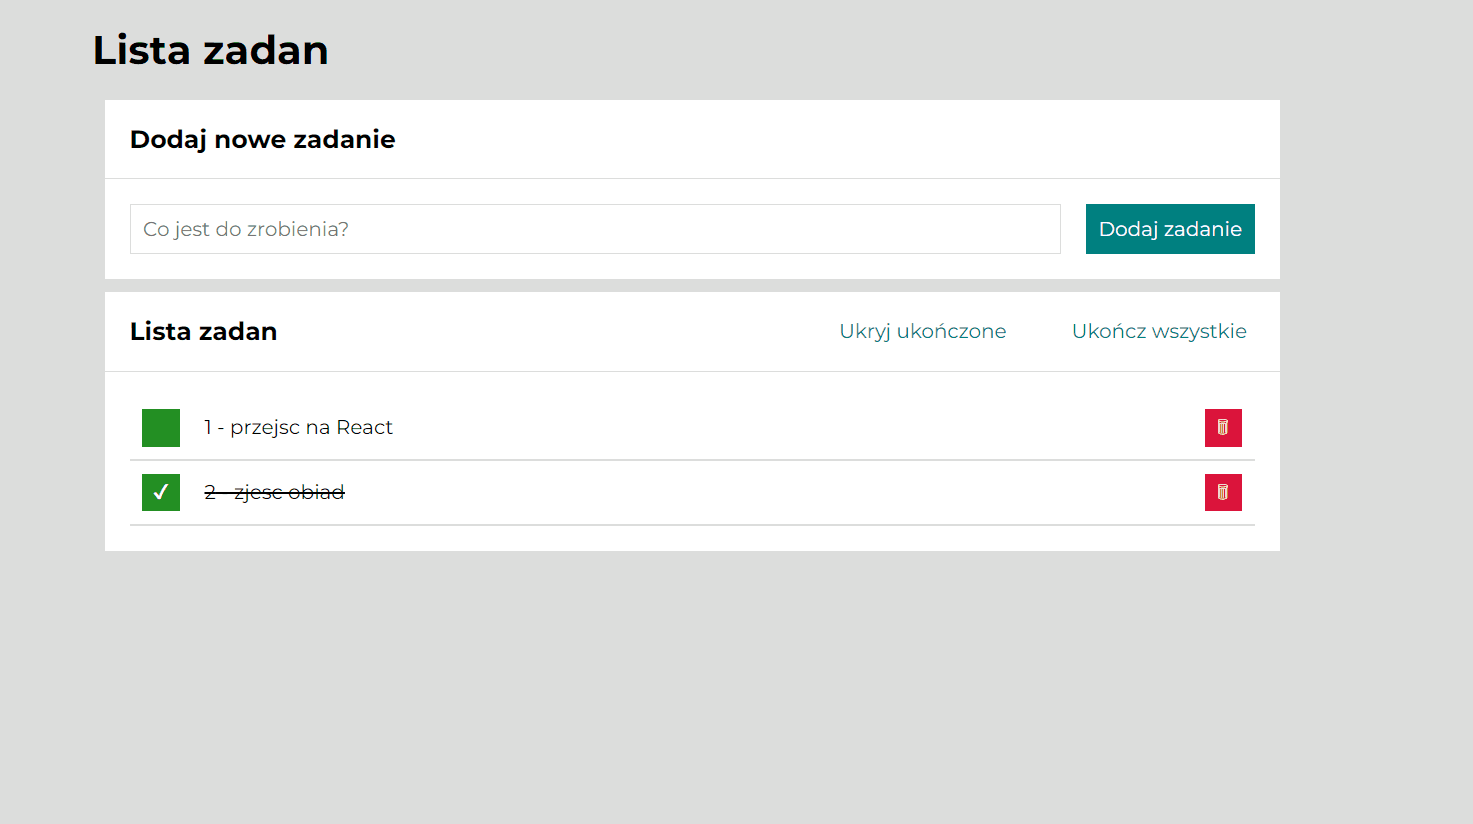 Lista zadan
Dodaj nowe zadanie
Co jest do zrobienia?
Dodaj zadanie
Lista zadan
Ukryj ukończone
Ukończ wszystkie
1 - przejsc na React
2 - zjesc obiad